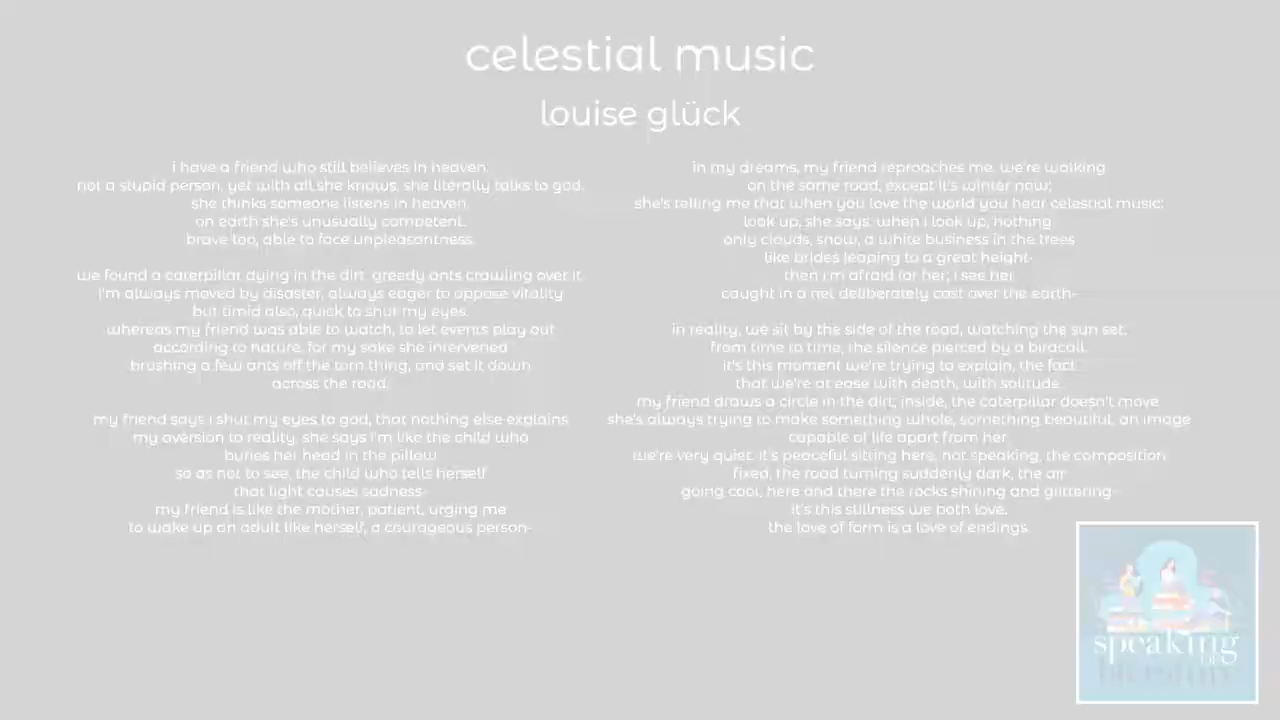 celestial music
louise glück
i have a friend who still believes in heaven.
not a stupid person, yet with all she knows, she literally talks to god.
she thinks someone listens in heaven.
on earth she's unusually competent.
brave too, able to face unpleasantness.
we found a caterpillar dying in the dirt, greedy ants crawling over it.
i'm always moved by disaster, always eager to oppose vitality
but timid also, quick to shut my eyes.
whereas my friend was able to watch, to let events play out
according to nature. for my sake she intervened
brushing a few ants off the torn thing, and set it down
across the road.
my friend says i shut my eyes to god, that nothing else explains
my aversion to reality. she says i'm like the child who
buries her head in the pillow
so as not to see, the child who tells herself
that light causes sadness-
my friend is like the mother. patient, urging me
to wake up an adult like herself, a courageous person-
in my dreams, my friend reproaches me. we're walking
on the same road, except it's winter now;
she's telling me that when you love the world you hear celestial music:
look up, she says. when i look up, nothing.
only clouds, snow, a white business in the trees
like brides leaping to a great height-
then i'm afraid for her; i see her
caught in a net deliberately cast over the earth-
in reality, we sit by the side of the road, watching the sun set.
from time to time, the silence pierced by a birdcall.
it's this moment we're trying to explain, the fact
that we're at ease with death, with solitude.
my friend draws a circle in the dirt; inside, the caterpillar doesn't move.
she's always trying to make something whole, something beautiful, an image
capable of life apart from her.
we're very quiet. it's peaceful sitting here, not speaking, the composition
fixed, the road turning suddenly dark, the air
going cool, here and there the rocks shining and glittering-
it's this stillness we both love.
the love of form is a love of endings.
speaking
OF
literature